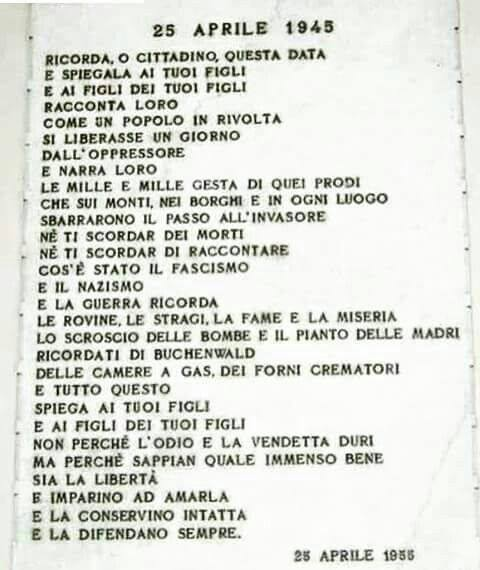 25 APRILE 1945
RICORDA, O CITTADINO, QUESTA DATA
E SPIEGALA AI TUOI FIGLI
E AI FIGLI DEI TUOI FIGLI
RACCONTA LORO
COME UN POPOLO IN RIVOLTA
SI LIBERASSE UN GIORNO
DALL'OPPRESSORE
E NARRA LORO
LE MILLE E MILLE GESTA DI QUEI PRODI
CHE SUI MONTI, NEI BORGHI E IN OGNI LUOGO
SBARRARONO IL PASSO ALL'INVASORE
NÈ TI SCORDAR DEI MORTI
NÈ TI SCORDAR DI RACCONTARE
COS'È STATO IL FASCISMO
E IL NAZISMO
E LA GUERRA RICORDA
LE ROVINE, LE STRAGI, LA FAME E LA MISERIA
LO SCROSCIO DELLE BOMBE E IL PIANTO DELLE MADRI
RICORDATI DI BUCHENWALD
DELLE CAMERE A GAS, DEI FORNI CREMATORI
E TUTTO QUESTO
SPIEGA AI TUOI FIGLI
E AI FIGLI DEI TUOI FIGLI
NON PERCHÉ L'ODIO E LA VENDETTA DURI
MA PERCHÈ SAPPIAN QUALE IMMENSO BENE
SIA LA LIBERTÀ
E IMPARINO AD AMARLA
E LA CONSERVINO INTATTA
E LA DIFENDANO SEMPRE.
25 APRILE 1955